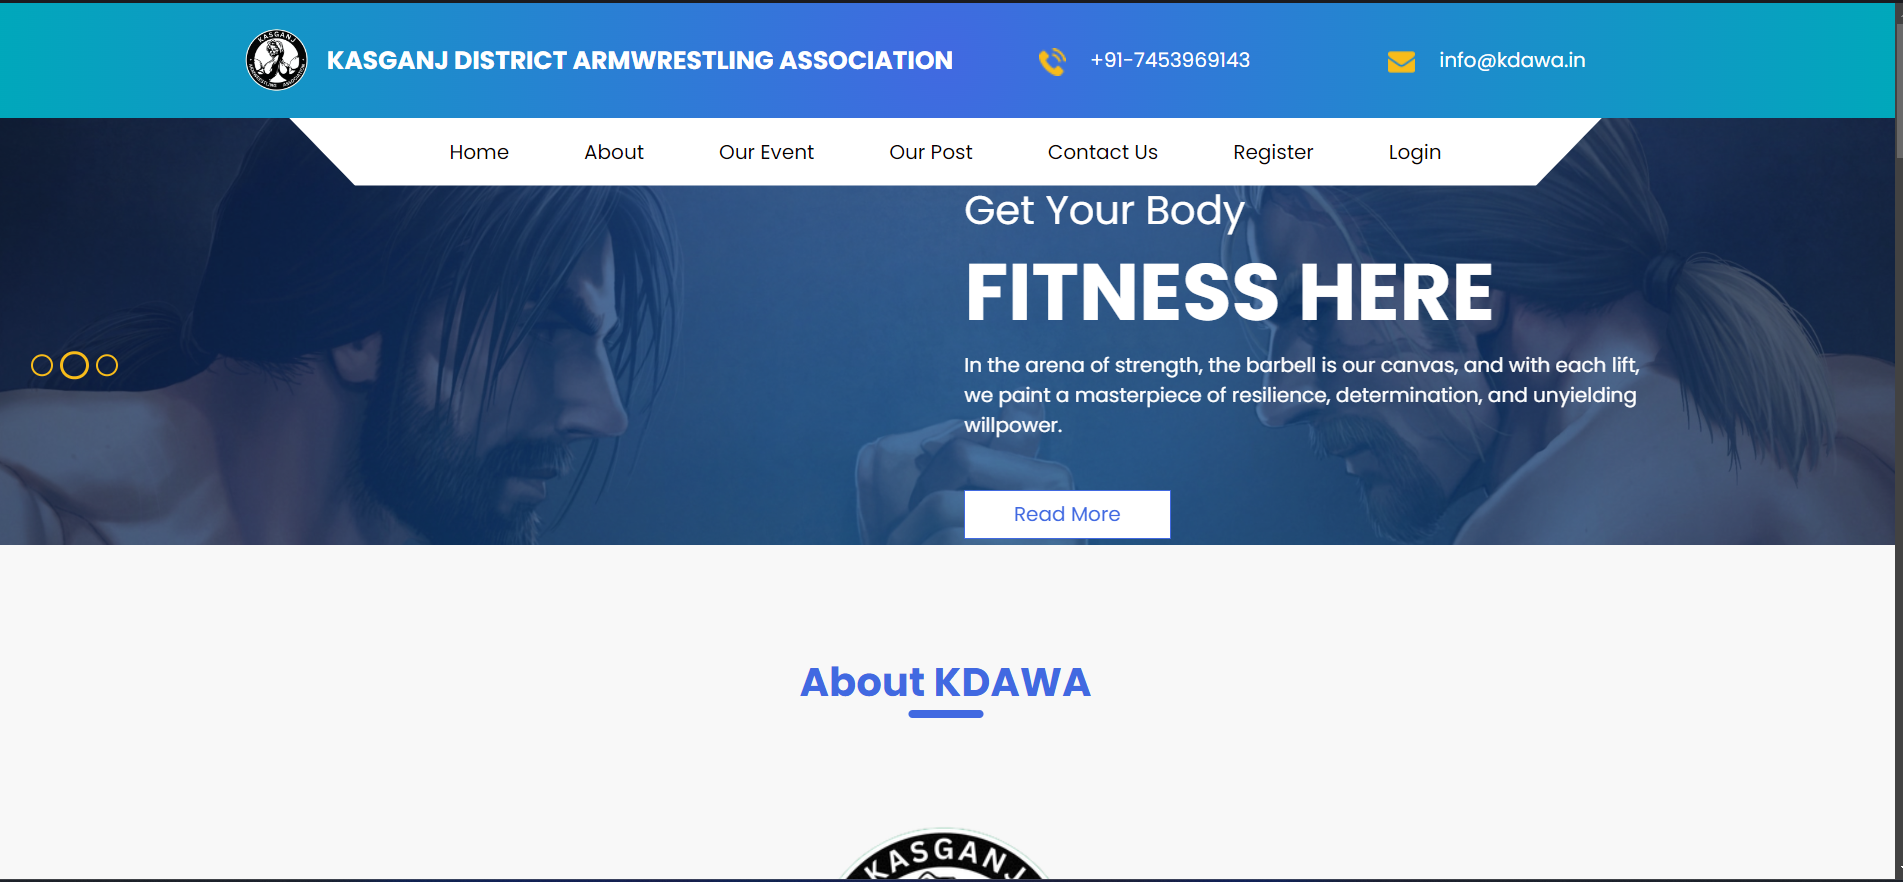 KASGANJ
KASGANJ DISTRICT ARMWRESTLING ASSOCIATION
+91-7453969143
info@kdawa.in
Home
About
Our Event
Our Post
Contact Us
Register
Login
Get Your Body
FITNESS HERE
In the arena of strength, the barbell is our canvas, and with each lift,
we paint a masterpiece of resilience, determination, and unyielding
willpower.
Read More
About KDAWA
KASGANJ